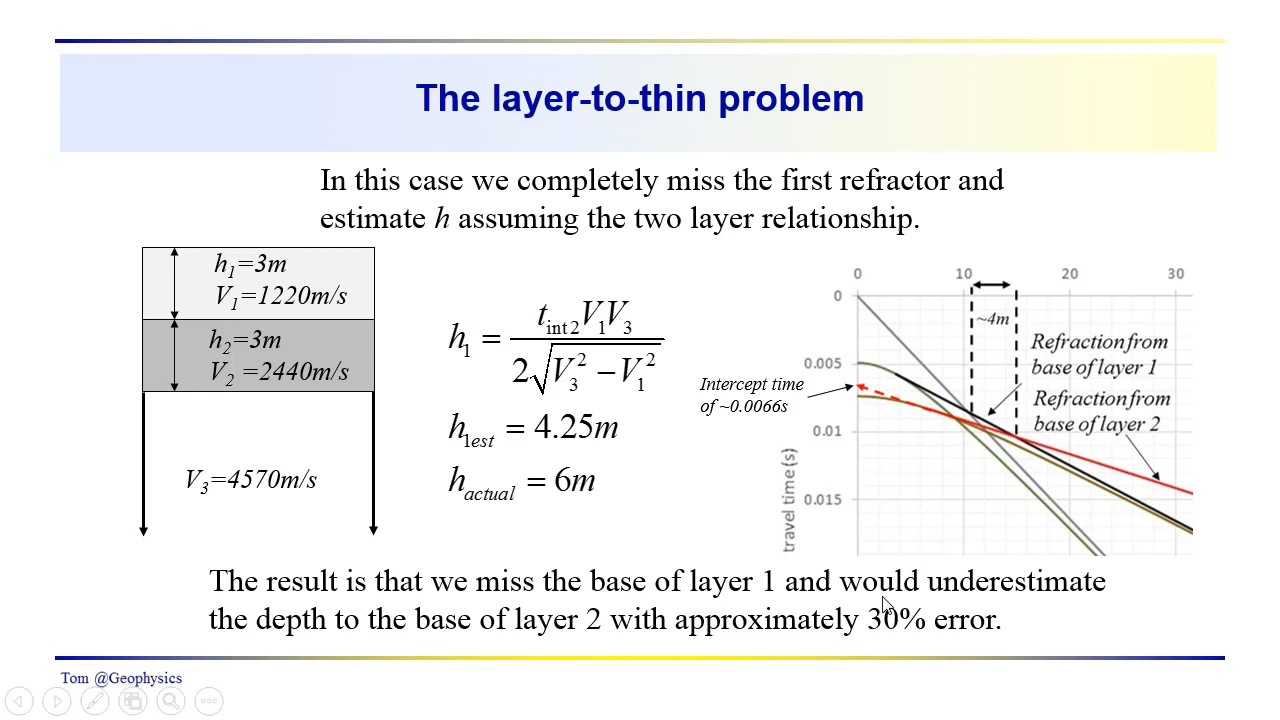 The layer-to-thin problem
In this case we completely miss the first refractor and
estimate h assuming the two layer relationship.
h₁=3m
V₁=1220m/s
h₂=3m
V₂ =2440m/s
V₃=4570m/s
h₁ = t_int2 V₁V₃ / 2√(V₃² − V₁²)
h₁est = 4.25m
h_actual = 6m
Intercept time
of ~0.0066s
0 10 20 30
0
0.005
0.01
0.015
travel time (s)
~4m
Refraction from
base of layer 1
Refraction from
base of layer 2
The result is that we miss the base of layer 1 and would underestimate
the depth to the base of layer 2 with approximately 30% error.
Tom @Geophysics